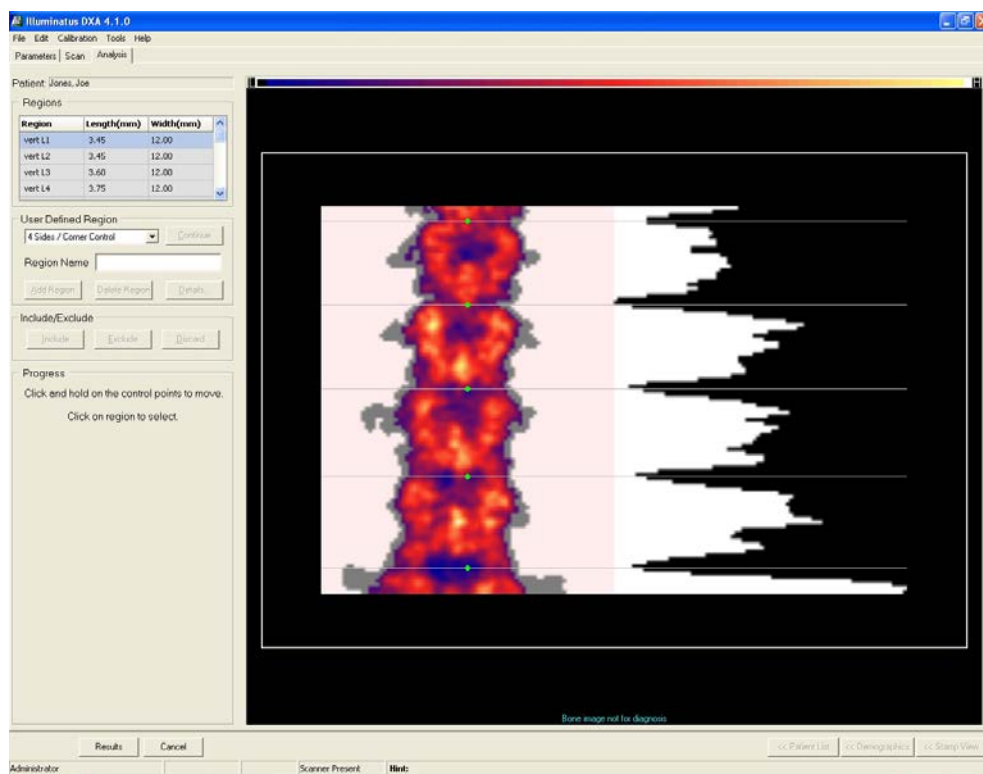 Illuminatus DXA 4.1.0
File Edit Calibration Tools Help
Parameters Scan Analysis
Patient Jones, Joe
Regions
Region Length(mm) Width(mm)
vert L1 3.45 12.00
vert L2 3.45 12.00
vert L3 3.60 12.00
vert L4 3.75 12.00
User Defined Region
4 Sides / Corner Control Continue
Region Name
Add Region Delete Region Details
Include/Exclude
Include Exclude Discard
Progress
Click and hold on the control points to move.
Click on region to select.
Bone image not for diagnosis
Results Cancel << Patient List << Demographics << Stamp View
Administrator Scanner Present Hint: